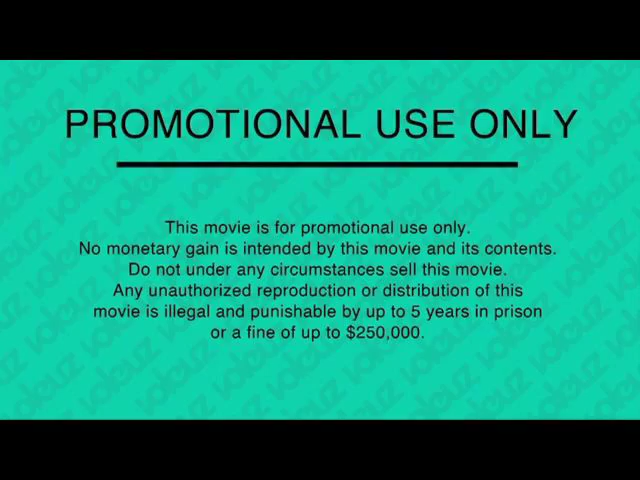 PROMOTIONAL USE ONLY
This movie is for promotional use only.
No monetary gain is intended by this movie and its contents.
Do not under any circumstances sell this movie.
Any unauthorized reproduction or distribution of this
movie is illegal and punishable by up to 5 years in prison
or a fine of up to $250,000.